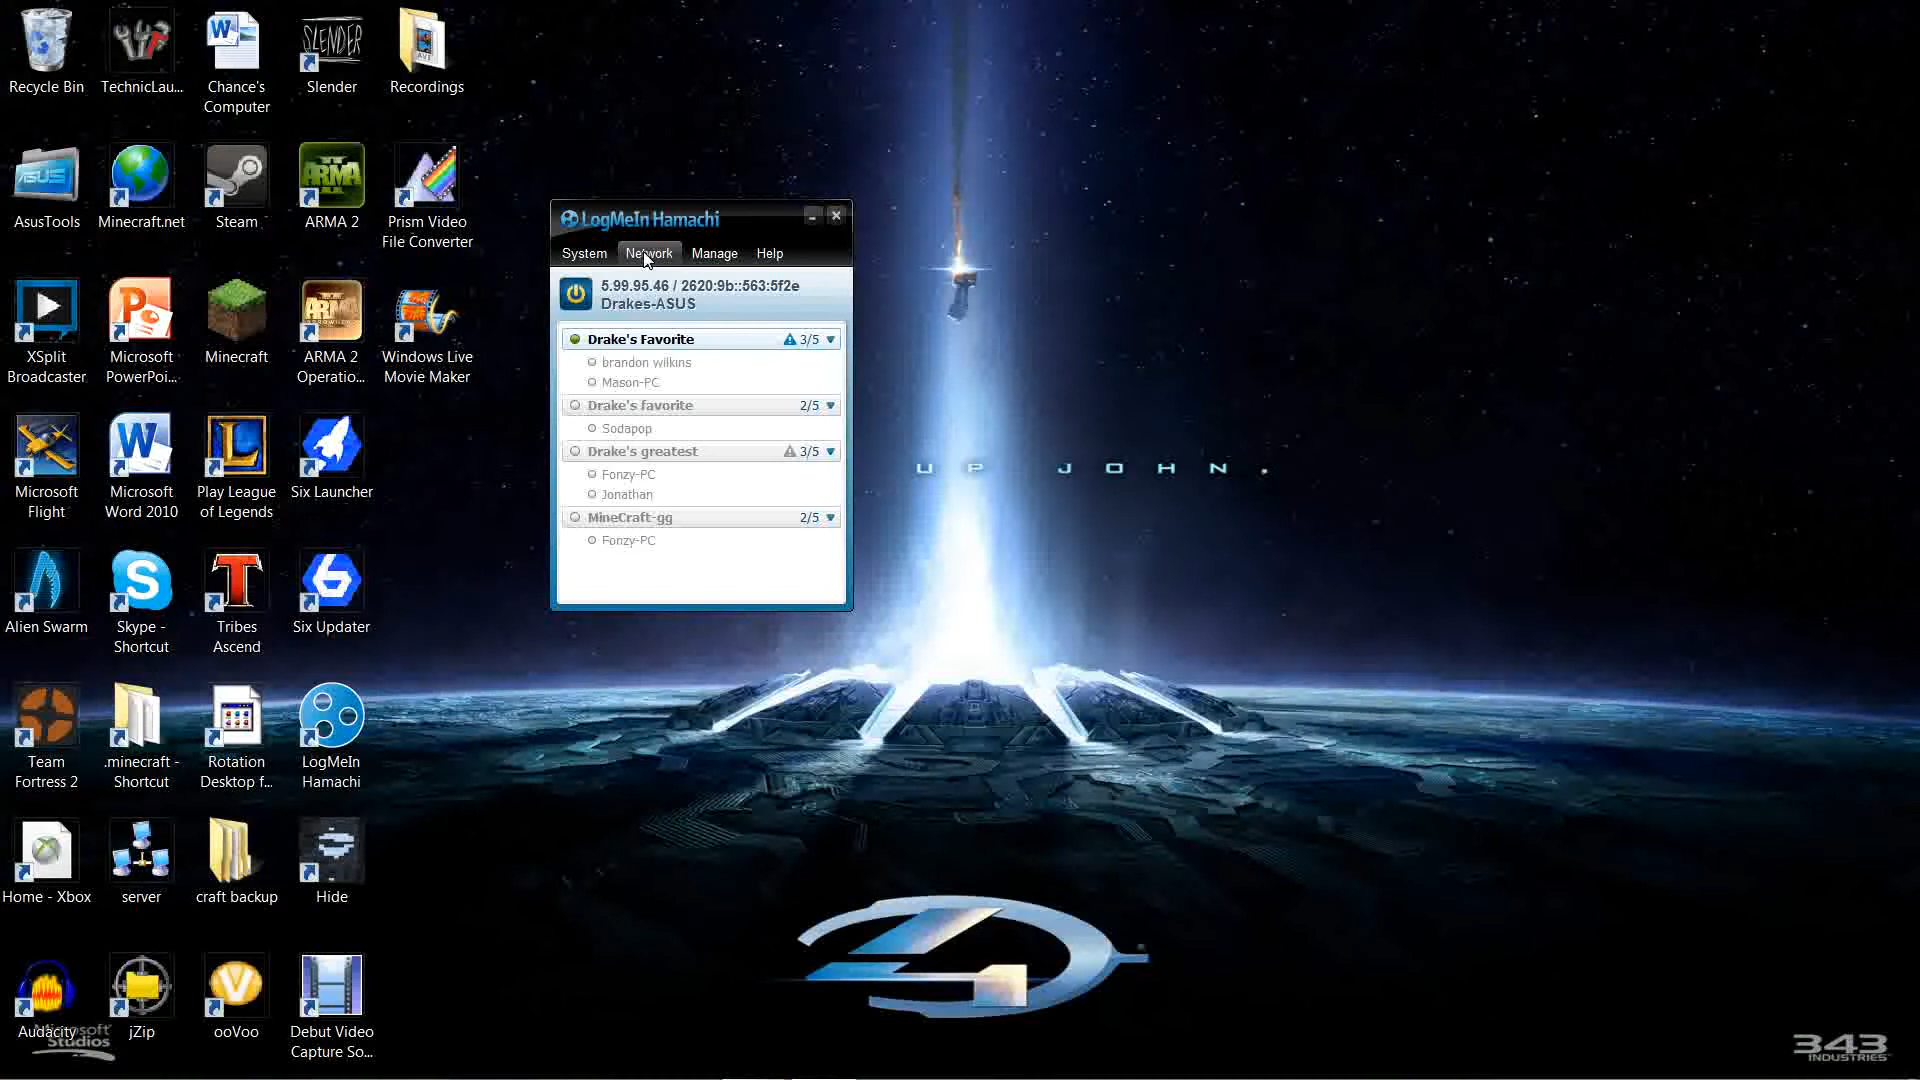 Recycle Bin
TechnicLau...
Chance's
Computer
SLENDER
Slender
Recordings
AsusTools
Minecraft.net
Steam
ARMA 2
Prism Video
File Converter
XSplit
Broadcaster
Microsoft
PowerPoi...
Minecraft
ARMA 2
Operatio...
Windows Live
Movie Maker
Microsoft
Flight
Microsoft
Word 2010
Play League
of Legends
Six Launcher
Alien Swarm
Skype -
Shortcut
Tribes
Ascend
Six Updater
Team
Fortress 2
.minecraft -
Shortcut
Rotation
Desktop f...
LogMeIn
Hamachi
Home - Xbox
server
craft backup
Hide
Audacity
jZip
ooVoo
Debut Video
Capture So...
Microsoft
Studios
LogMeIn Hamachi
System Network Manage Help
5.99.95.46 / 2620:9b::563:5f2e
Drakes-ASUS
Drake's Favorite 3/5
brandon wilkins
Mason-PC
Drake's favorite 2/5
Sodapop
Drake's greatest 3/5
Fonzy-PC
Jonathan
MineCraft-gg 2/5
Fonzy-PC
UP JOHN.
4
343
INDUSTRIES